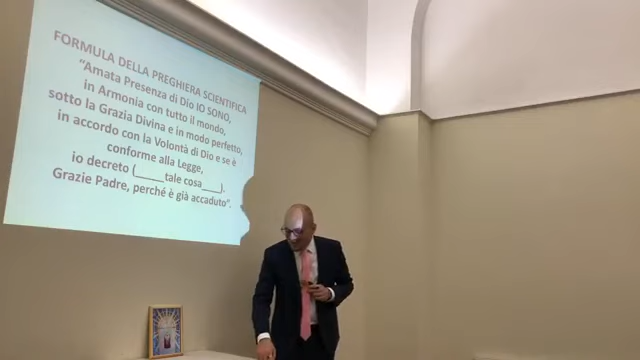 FORMULA DELLA PREGHIERA SCIENTIFICA
“Amata Presenza di Dio IO SONO,
in Armonia con tutto il mondo,
sotto la Grazia Divina e in modo perfetto,
in accordo con la Volontà di Dio e se è
conforme alla Legge,
io decreto (_____tale cosa____).
Grazie Padre, perché è già accaduto”.